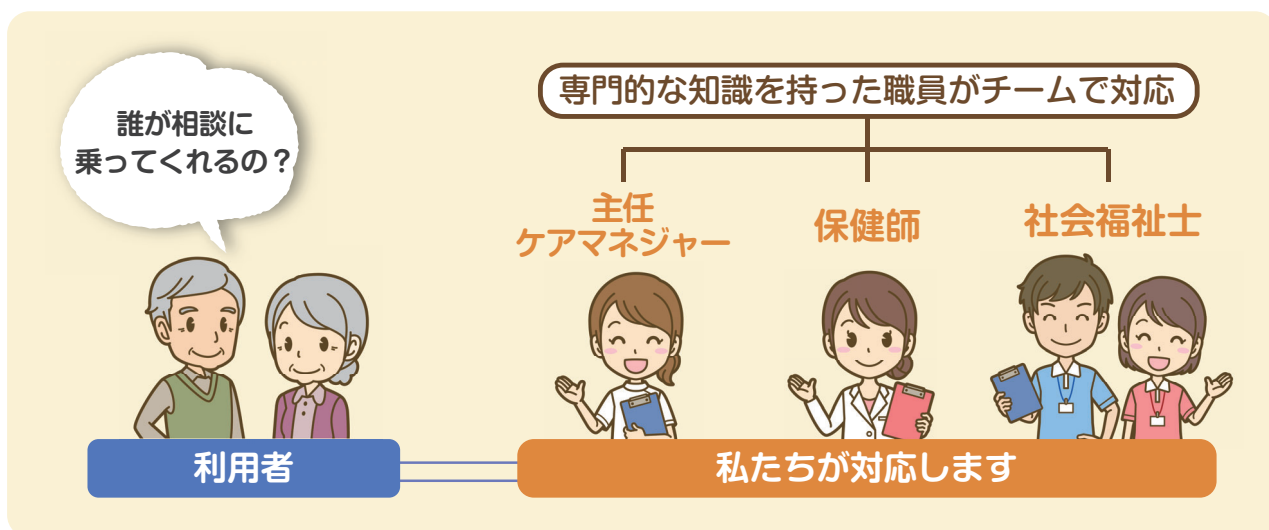 誰が相談に
乗ってくれるの？
専門的な知識を持った職員がチームで対応
主任
ケアマネジャー
保健師
社会福祉士
利用者
私たちが対応します